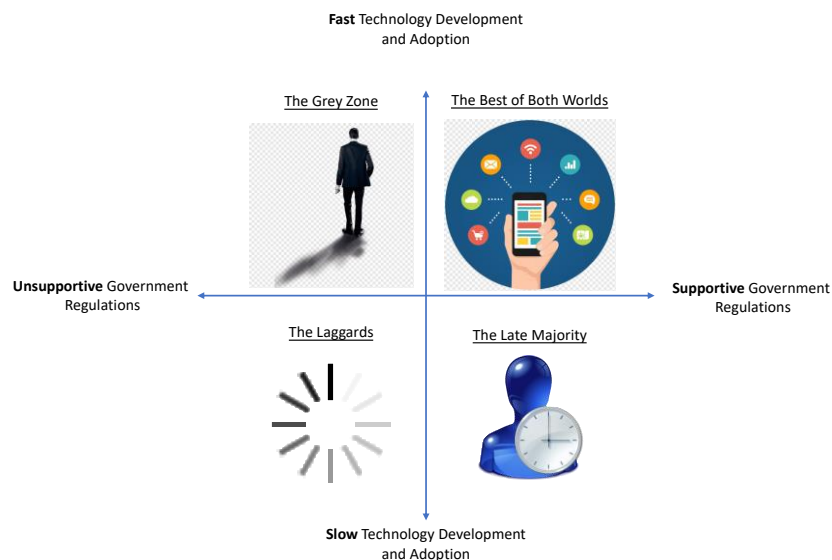 Fast Technology Development
and Adoption
The Grey Zone
The Best of Both Worlds
Unsupportive Government
Regulations
Supportive Government
Regulations
The Laggards
The Late Majority
Slow Technology Development
and Adoption